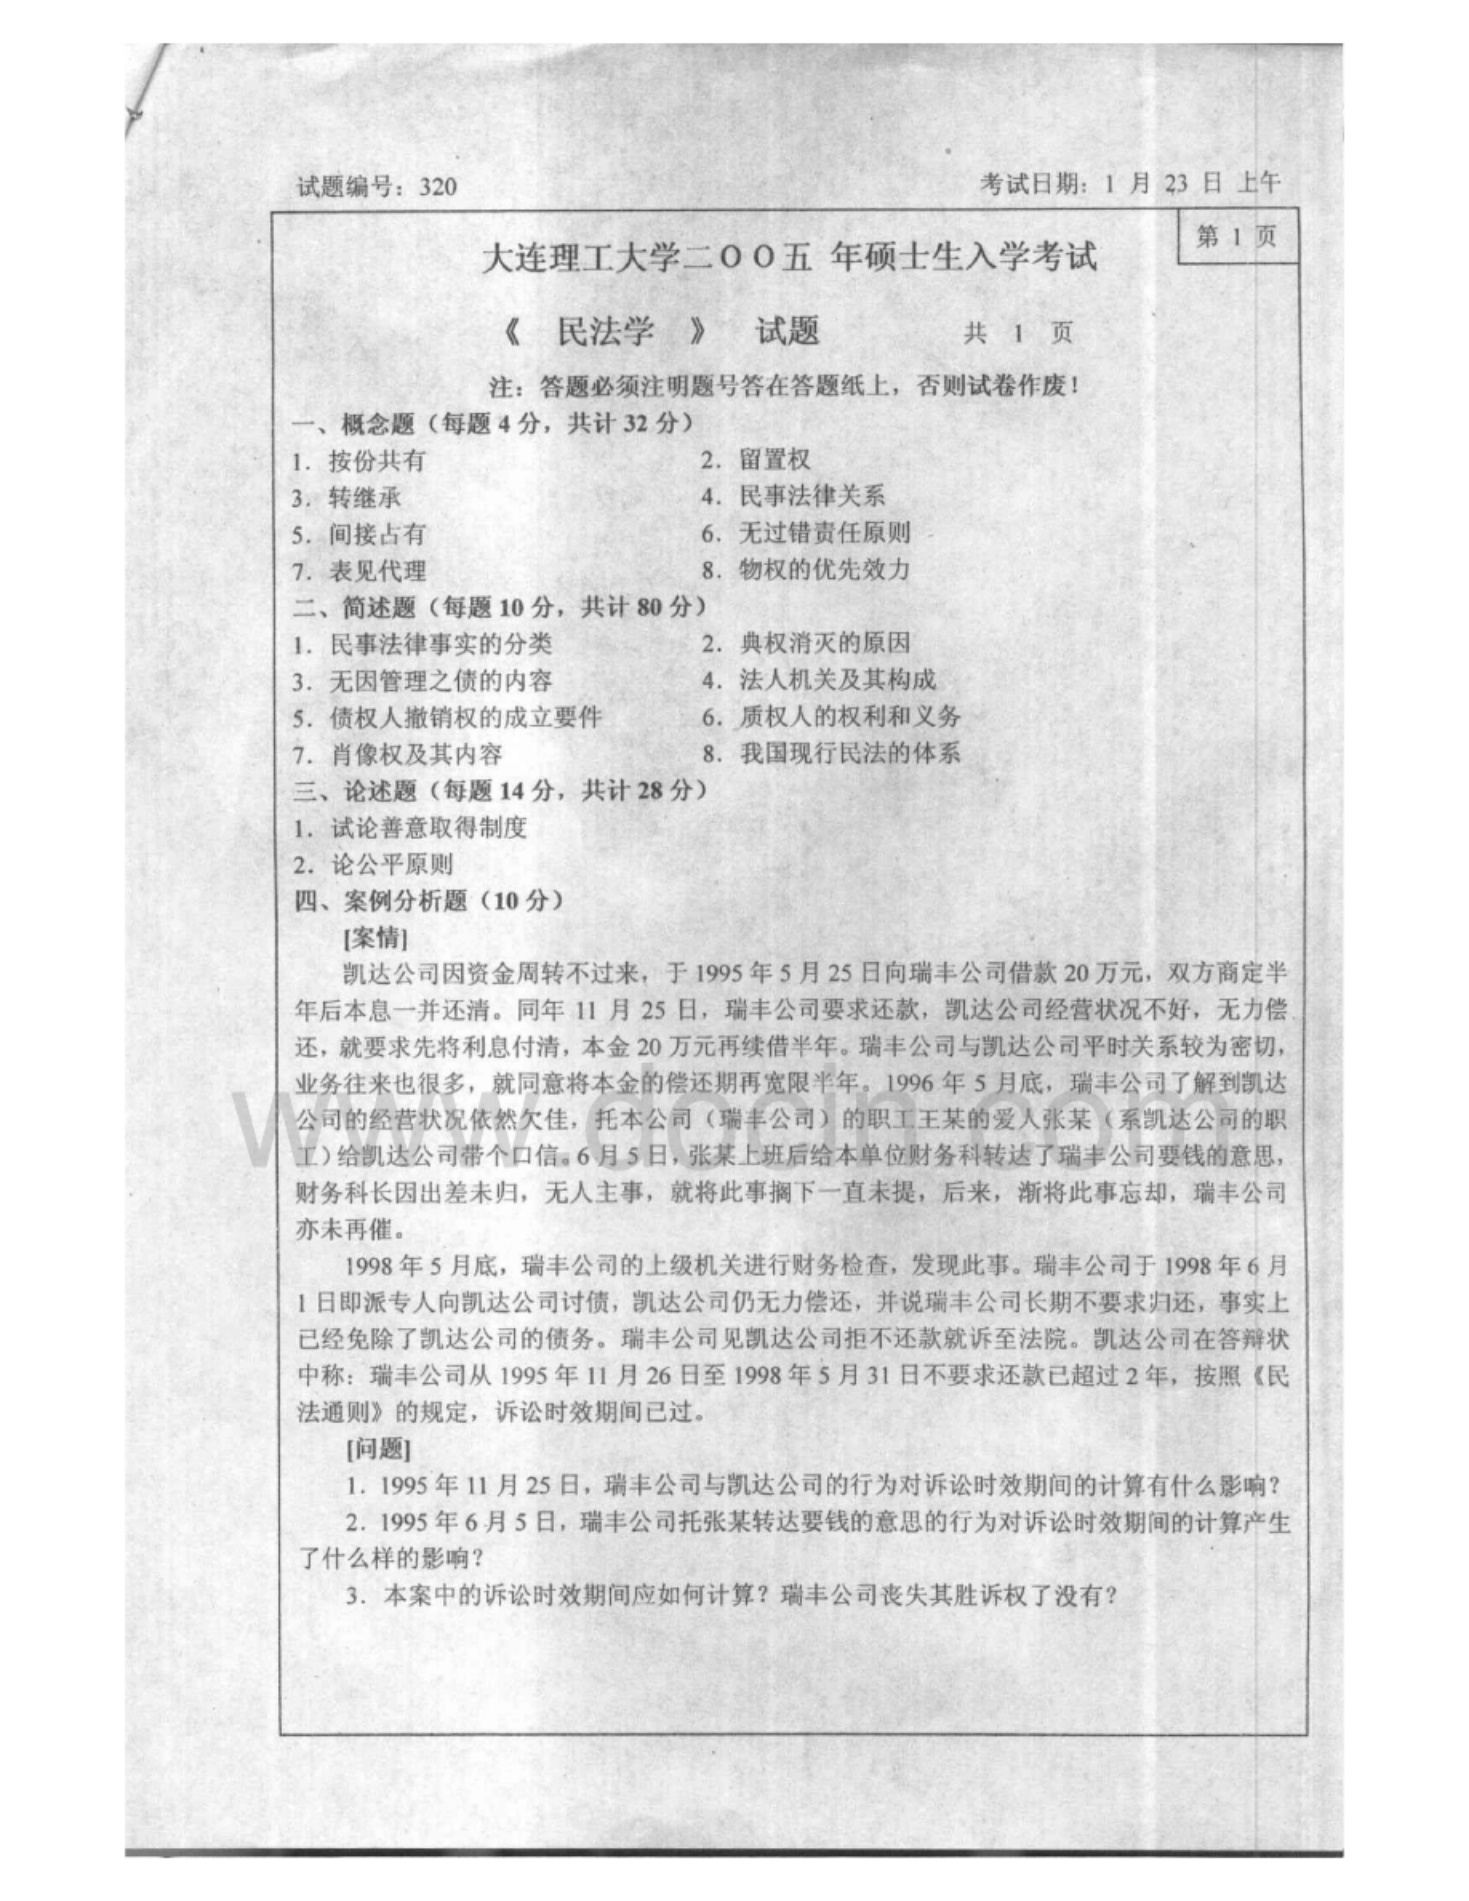 试题编号：320 考试日期：1 月 23 日 上午
第 1 页
大连理工大学二ＯＯ五 年硕士生入学考试
《 民法学 》 试题 共 1 页
注：答题必须注明题号答在答题纸上，否则试卷作废！
一、概念题（每题 4 分，共计 32 分）
1．按份共有 2．留置权
3．转继承 4．民事法律关系
5．间接占有 6．无过错责任原则
7．表见代理 8．物权的优先效力
二、简述题（每题 10 分，共计 80 分）
1．民事法律事实的分类 2．典权消灭的原因
3．无因管理之债的内容 4．法人机关及其构成
5．债权人撤销权的成立要件 6．质权人的权利和义务
7．肖像权及其内容 8．我国现行民法的体系
三、论述题（每题 14 分，共计 28 分）
1．试论善意取得制度
2．论公平原则
四、案例分析题（10 分）
[案情]
凯达公司因资金周转不过来，于 1995 年 5 月 25 日向瑞丰公司借款 20 万元，双方商定半
年后本息一并还清。同年 11 月 25 日，瑞丰公司要求还款，凯达公司经营状况不好，无力偿
还，就要求先将利息付清，本金 20 万元再续借半年。瑞丰公司与凯达公司平时关系较为密切，
业务往来也很多，就同意将本金的偿还期再宽限半年。1996 年 5 月底，瑞丰公司了解到凯达
公司的经营状况依然欠佳，托本公司（瑞丰公司）的职工王某的爱人张某（系凯达公司的职
工）给凯达公司带个口信。6 月 5 日，张某上班后给本单位财务科转达了瑞丰公司要钱的意思，
财务科长因出差未归，无人主事，就将此事搁下一直未提，后来，渐将此事忘却，瑞丰公司
亦未再催。
1998 年 5 月底，瑞丰公司的上级机关进行财务检查，发现此事。瑞丰公司于 1998 年 6 月
1 日即派专人向凯达公司讨债，凯达公司仍无力偿还，并说瑞丰公司长期不要求归还，事实上
已经免除了凯达公司的债务。瑞丰公司见凯达公司拒不还款就诉至法院。凯达公司在答辩状
中称：瑞丰公司从 1995 年 11 月 26 日至 1998 年 5 月 31 日不要求还款已超过 2 年，按照《民
法通则》的规定，诉讼时效期间已过。
[问题]
1．1995 年 11 月 25 日，瑞丰公司与凯达公司的行为对诉讼时效期间的计算有什么影响？
2．1995 年 6 月 5 日，瑞丰公司托张某转达要钱的意思的行为对诉讼时效期间的计算产生
了什么样的影响？
3．本案中的诉讼时效期间应如何计算？瑞丰公司丧失其胜诉权了没有？
www.docin.com